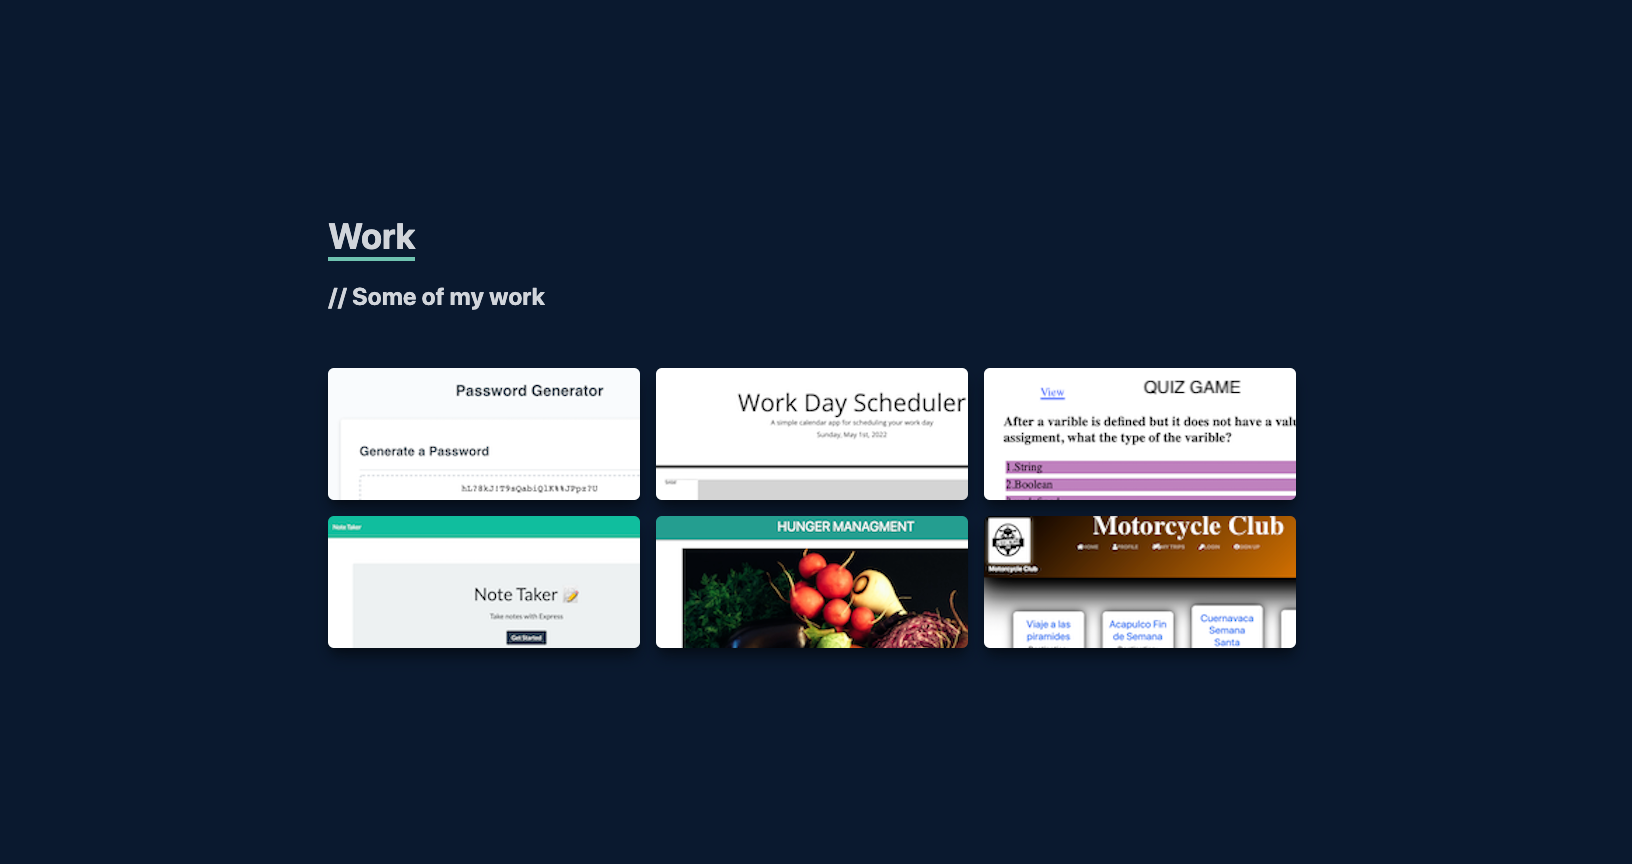 Work
// Some of my work
Password Generator
Generate a Password
Work Day Scheduler
A simple calendar app for scheduling your work day
Sunday, May 1st, 2022
View
QUIZ GAME
After a varible is defined but it does not have a valu
assigment, what the type of the varible?
1.String
2.Boolean
Note Taker
Note Taker
Take notes with Express
Get Started
HUNGER MANAGMENT
Motorcycle Club
HOME PROFILE MY TRIPS LOGIN SIGN UP
Motorcycle Club
Viaje a las
piramides
Acapulco Fin
de Semana
Cuernavaca
Semana
Santa